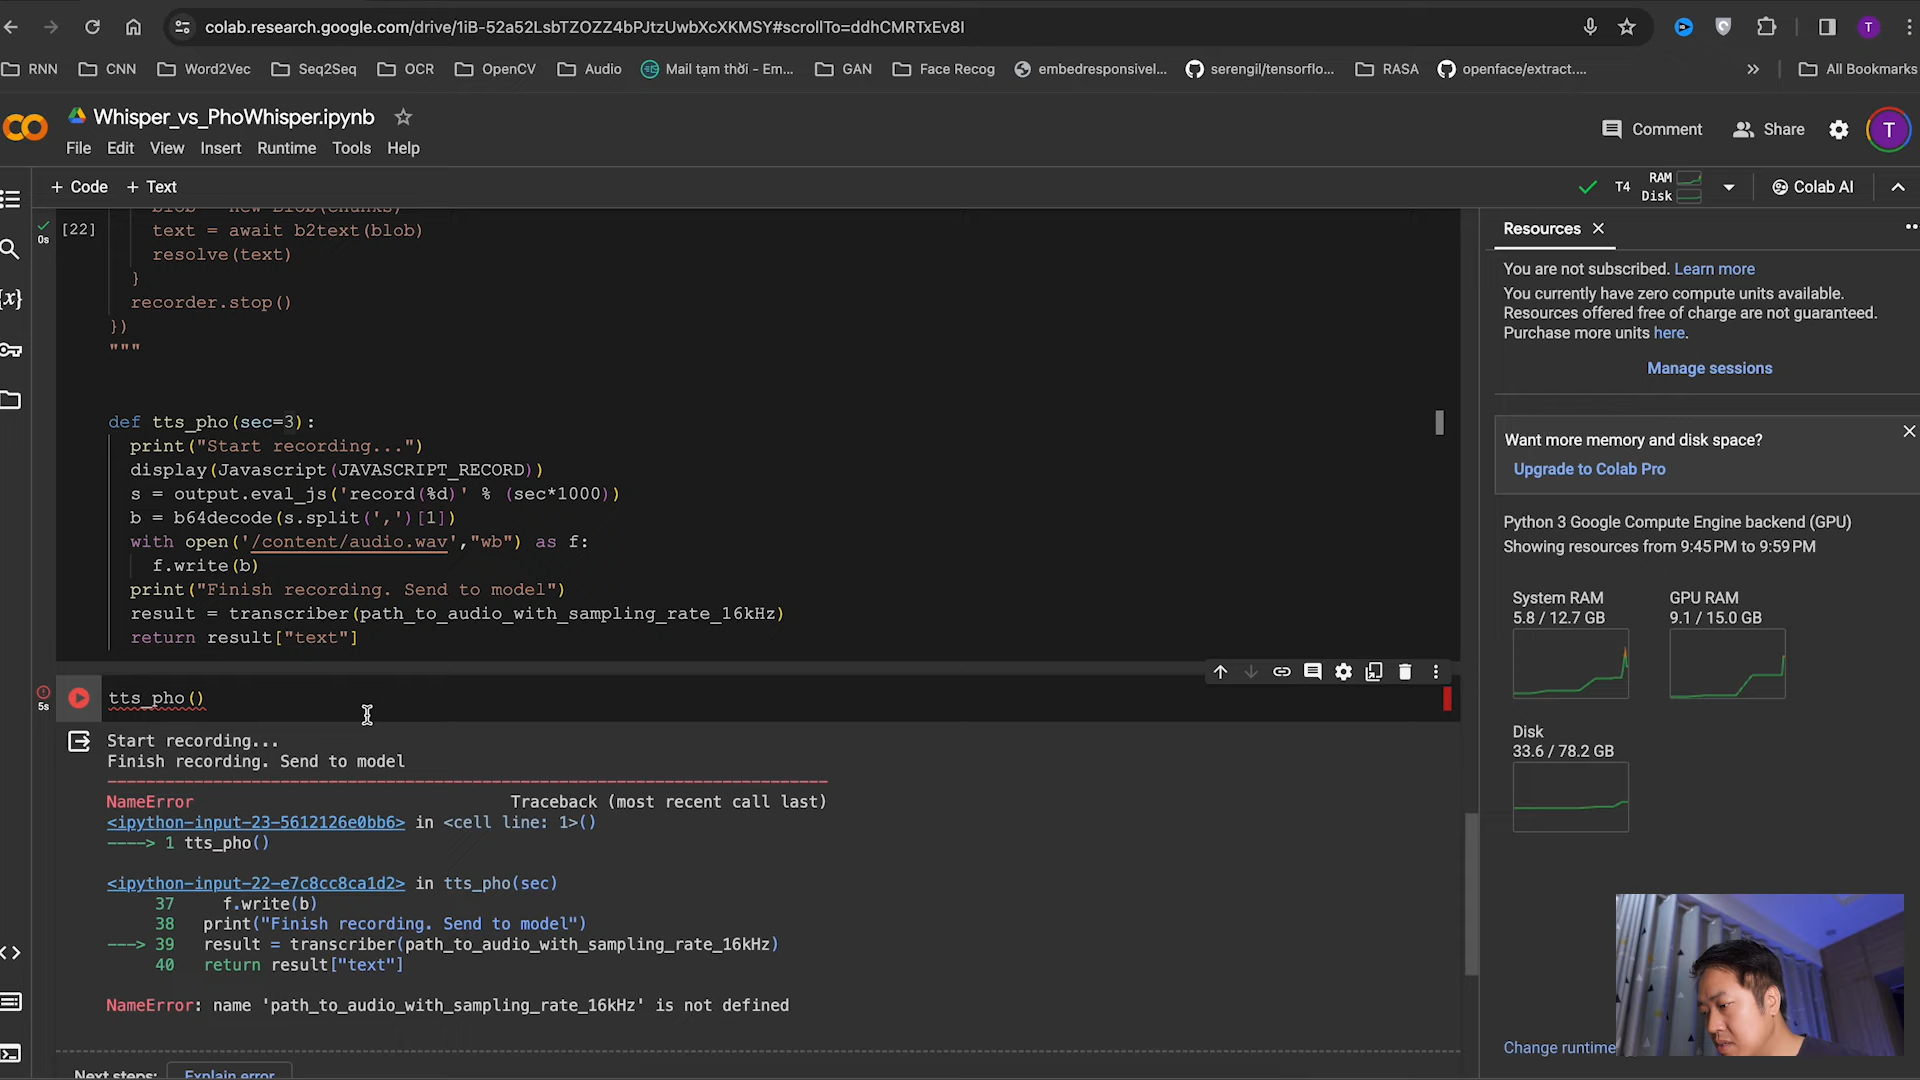 colab.research.google.com/drive/1iB-52a52LsbTZOZZ4bPJtzUwbXcXKMSY#scrollTo=ddhCMRTxEv8I
T
RNN
CNN
Word2Vec
Seq2Seq
OCR
OpenCV
Audio
Mail tạm thời - Em...
GAN
Face Recog
embedresponsivel...
serengil/tensorflo...
RASA
openface/extract....
»
All Bookmarks
Whisper_vs_PhoWhisper.ipynb
Comment
Share
T
File Edit View Insert Runtime Tools Help
+ Code + Text
T4
RAM
Disk
Colab AI
[22]
0s
blob = new Blob(chunks)
text = await b2text(blob)
resolve(text)
}
recorder.stop()
})
"""
def tts_pho(sec=3):
print("Start recording...")
display(Javascript(JAVASCRIPT_RECORD))
s = output.eval_js('record(%d)' % (sec*1000))
b = b64decode(s.split(',')[1])
with open('/content/audio.wav',"wb") as f:
f.write(b)
print("Finish recording. Send to model")
result = transcriber(path_to_audio_with_sampling_rate_16kHz)
return result["text"]
5s
tts_pho()
Start recording...
Finish recording. Send to model
---------------------------------------------------------------------------
NameError Traceback (most recent call last)
<ipython-input-23-5612126e0bb6> in <cell line: 1>()
----> 1 tts_pho()
<ipython-input-22-e7c8cc8ca1d2> in tts_pho(sec)
37 f.write(b)
38 print("Finish recording. Send to model")
---> 39 result = transcriber(path_to_audio_with_sampling_rate_16kHz)
40 return result["text"]
NameError: name 'path_to_audio_with_sampling_rate_16kHz' is not defined
Next steps: Explain error
Resources
You are not subscribed. Learn more
You currently have zero compute units available.
Resources offered free of charge are not guaranteed.
Purchase more units here.
Manage sessions
Want more memory and disk space?
Upgrade to Colab Pro
Python 3 Google Compute Engine backend (GPU)
Showing resources from 9:45 PM to 9:59 PM
System RAM
5.8 / 12.7 GB
GPU RAM
9.1 / 15.0 GB
Disk
33.6 / 78.2 GB
Change runtime